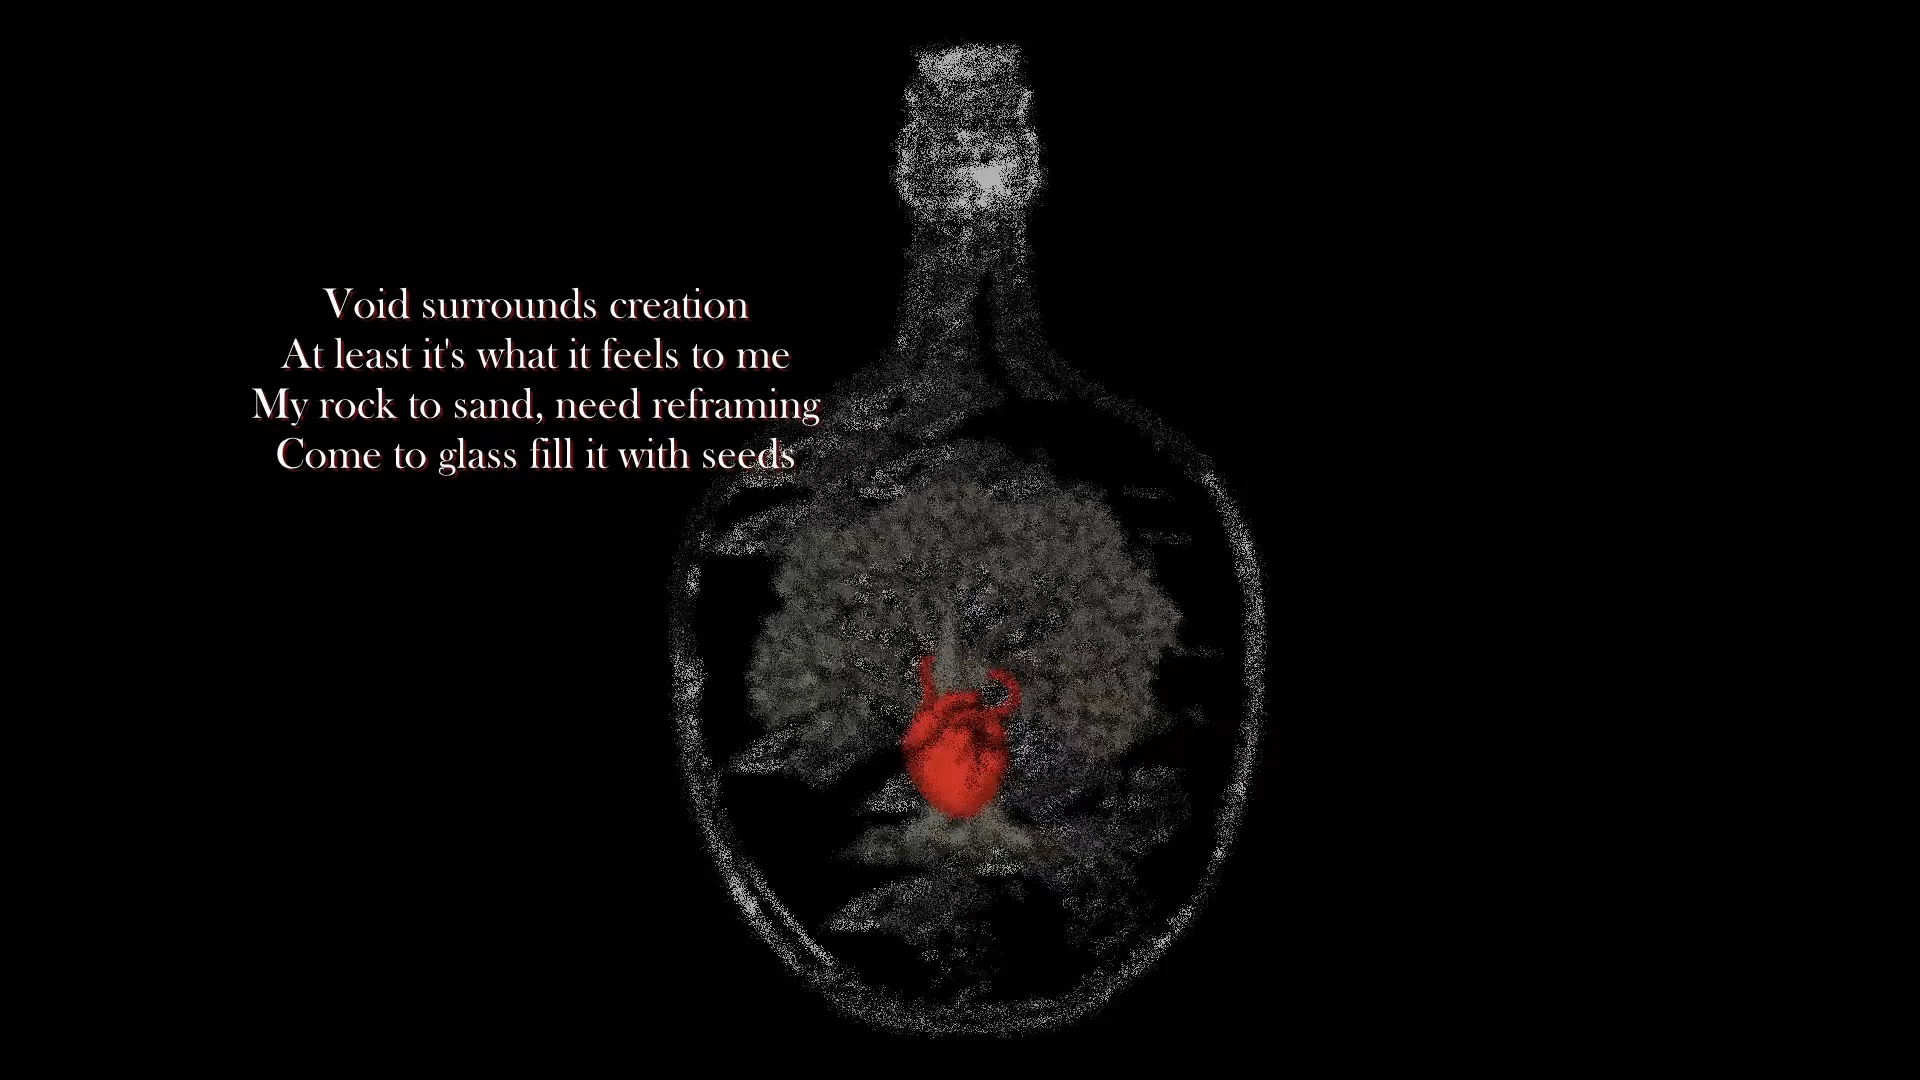 Void surrounds creation
At least it's what it feels to me
My rock to sand, need reframing
Come to glass fill it with seeds